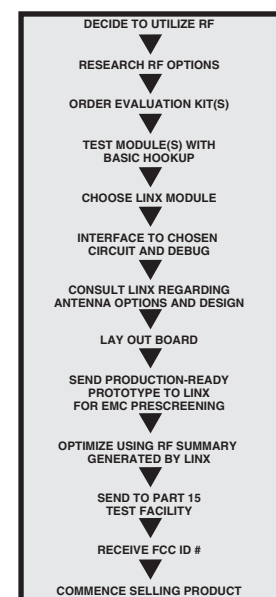 DECIDE TO UTILIZE RF
RESEARCH RF OPTIONS
ORDER EVALUATION KIT(S)
TEST MODULE(S) WITH
BASIC HOOKUP
CHOOSE LINX MODULE
INTERFACE TO CHOSEN
CIRCUIT AND DEBUG
CONSULT LINX REGARDING
ANTENNA OPTIONS AND DESIGN
LAY OUT BOARD
SEND PRODUCTION-READY
PROTOTYPE TO LINX
FOR EMC PRESCREENING
OPTIMIZE USING RF SUMMARY
GENERATED BY LINX
SEND TO PART 15
TEST FACILITY
RECEIVE FCC ID #
COMMENCE SELLING PRODUCT